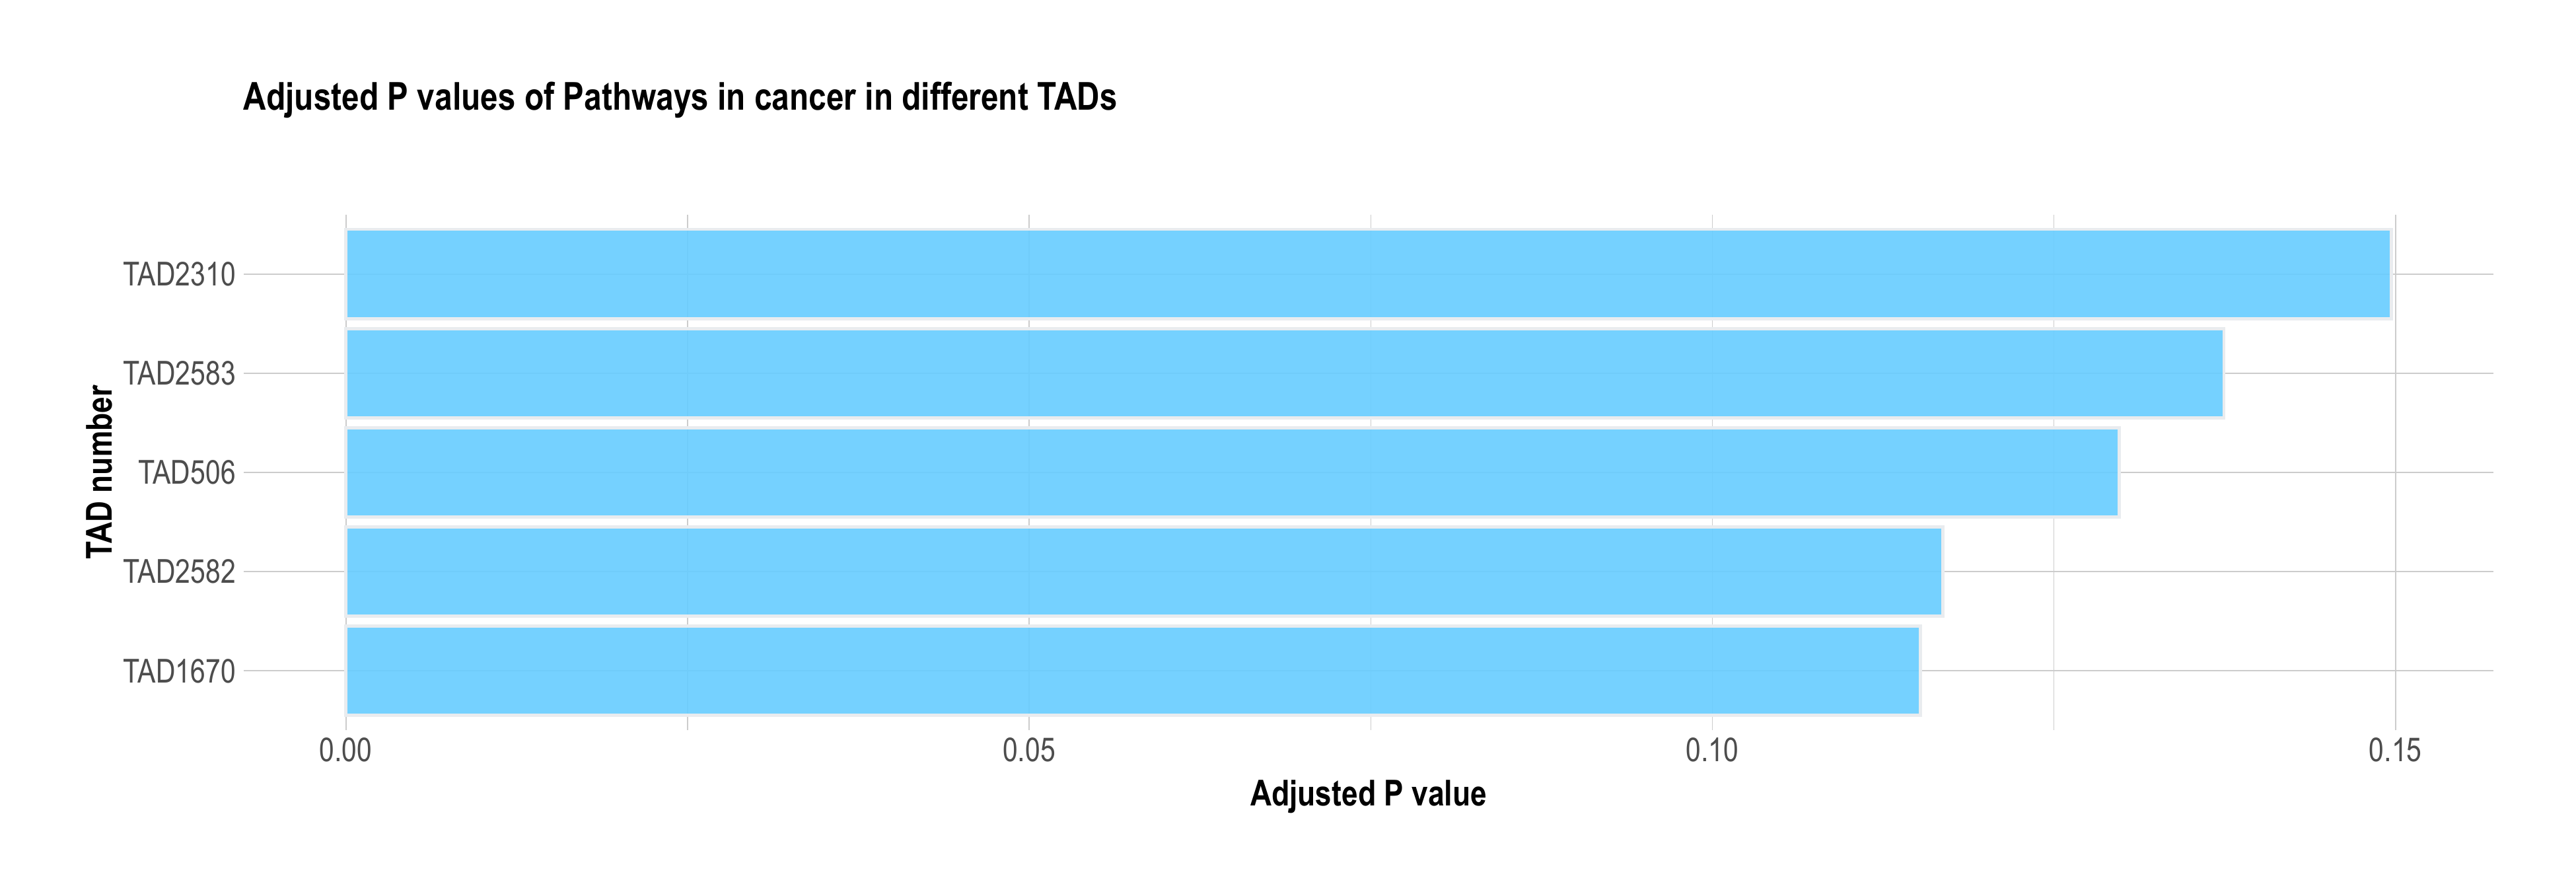 Adjusted P values of Pathways in cancer in different TADs
TAD number
TAD2310
TAD2583
TAD506
TAD2582
TAD1670
0.00
0.05
0.10
0.15
Adjusted P value